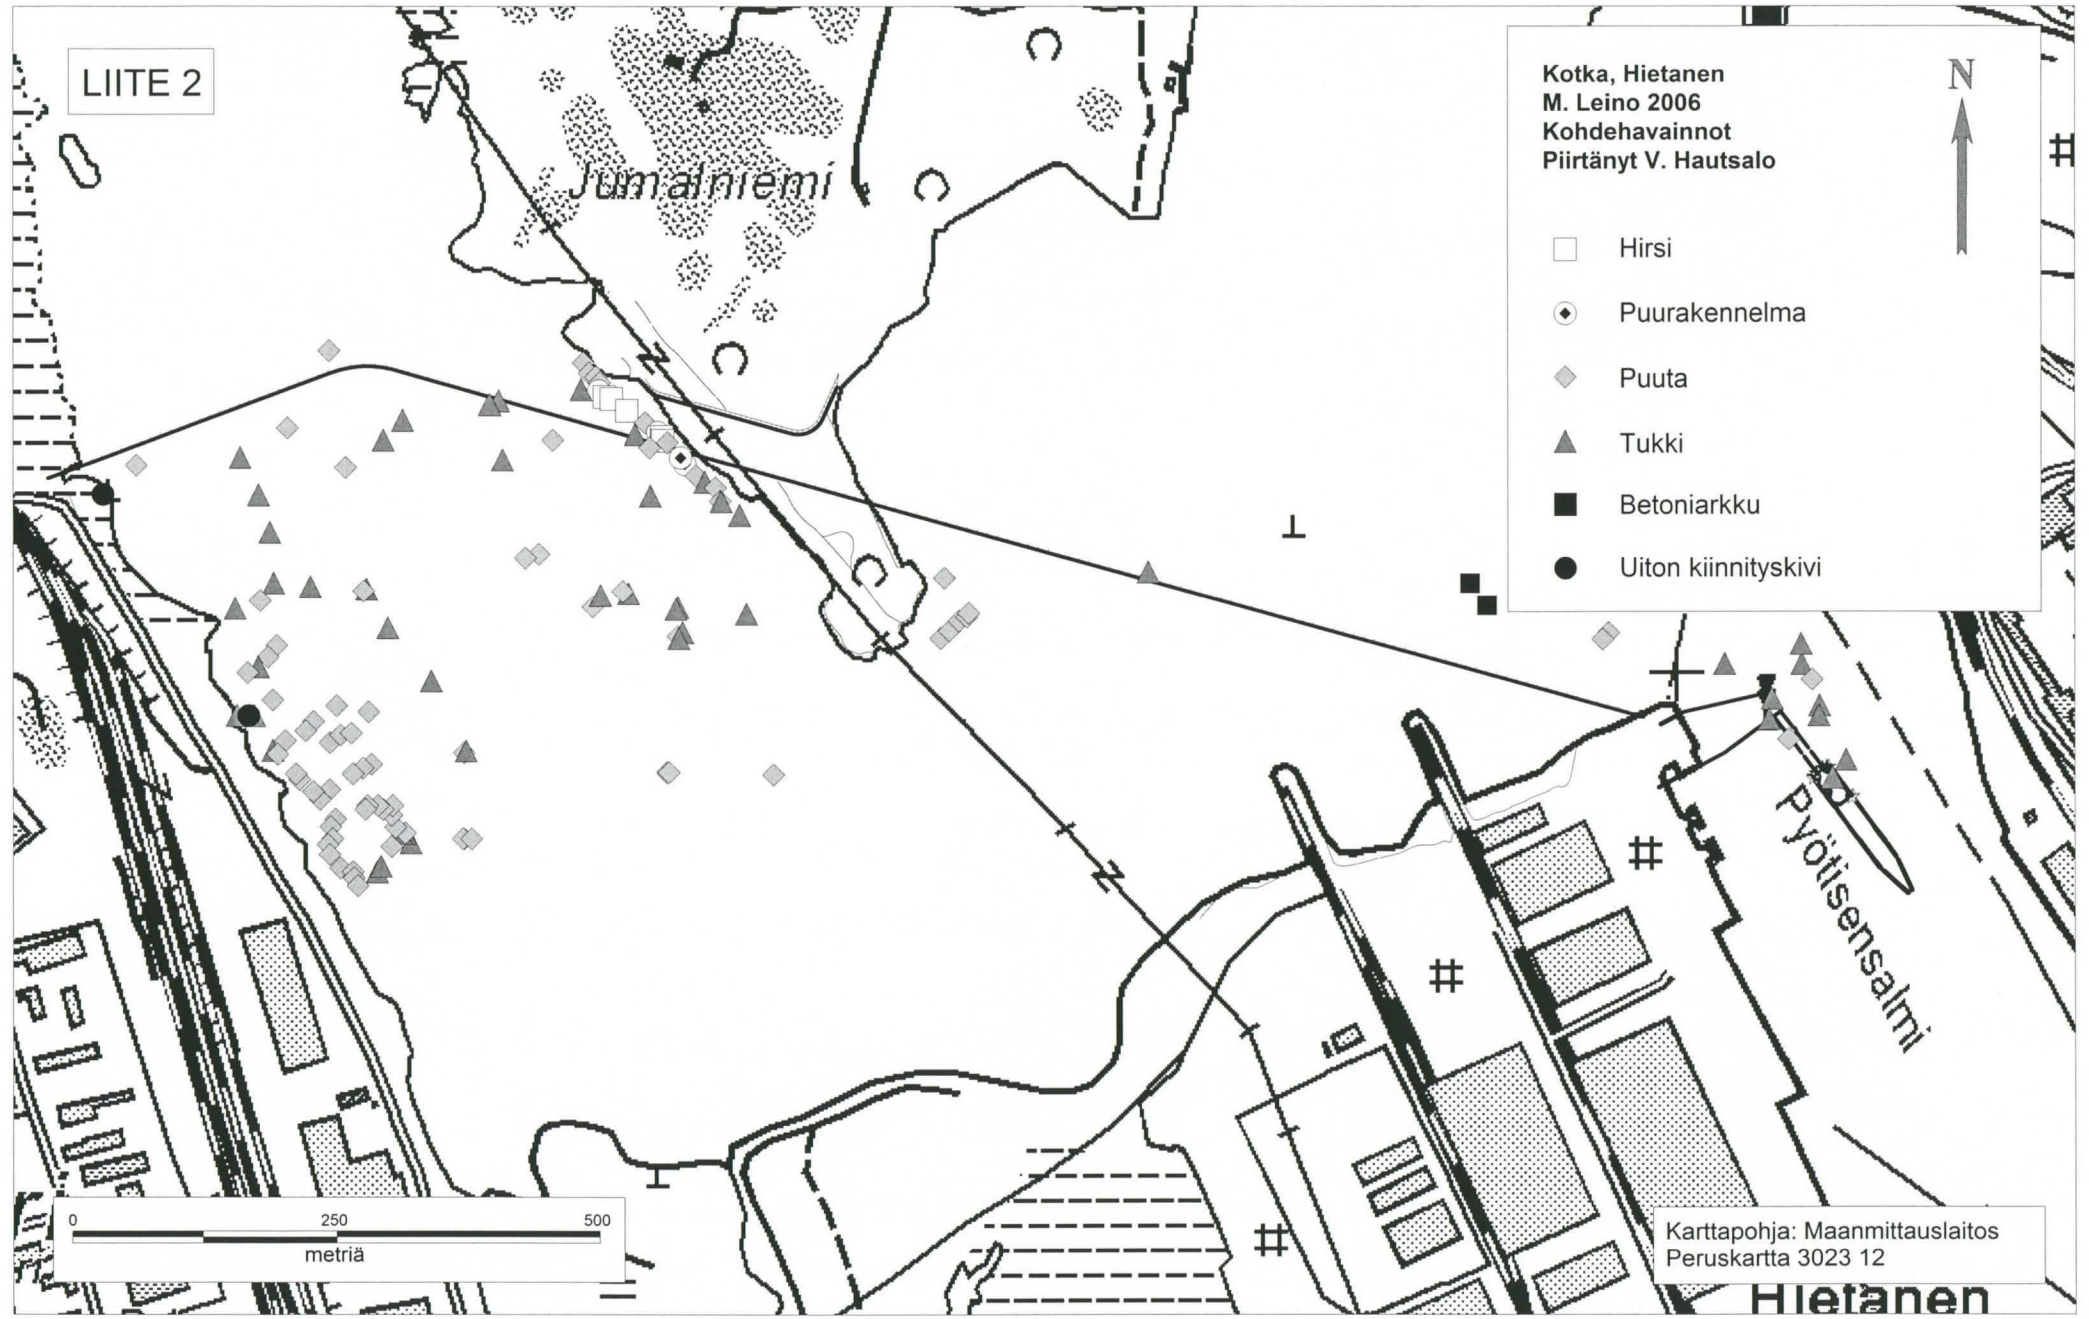 LIITE 2
Kotka, Hietanen
M. Leino 2006
Kohdehavainnot
Piirtänyt V. Hautsalo
N
Hirsi
Puurakennelma
Puuta
Tukki
Betoniarkku
Uiton kiinnityskivi
Jumalniemi
Pyötisensalmi
0 250 500
metriä
Karttapohja: Maanmittauslaitos
Peruskartta 3023 12
Hietanen